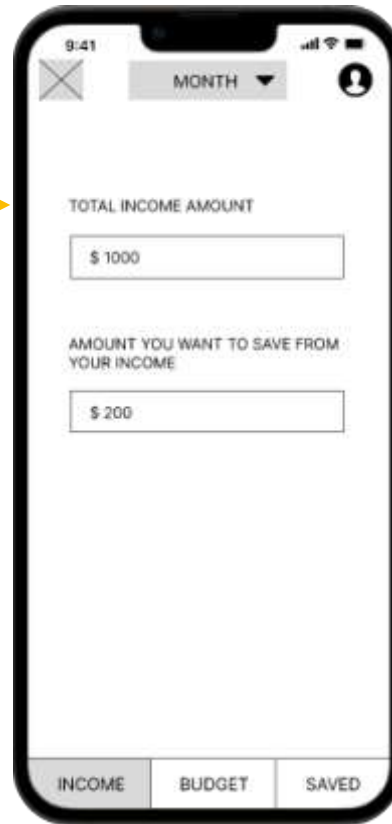 9:41
MONTH
TOTAL INCOME AMOUNT
$ 1000
AMOUNT YOU WANT TO SAVE FROM
YOUR INCOME
$ 200
INCOME BUDGET SAVED